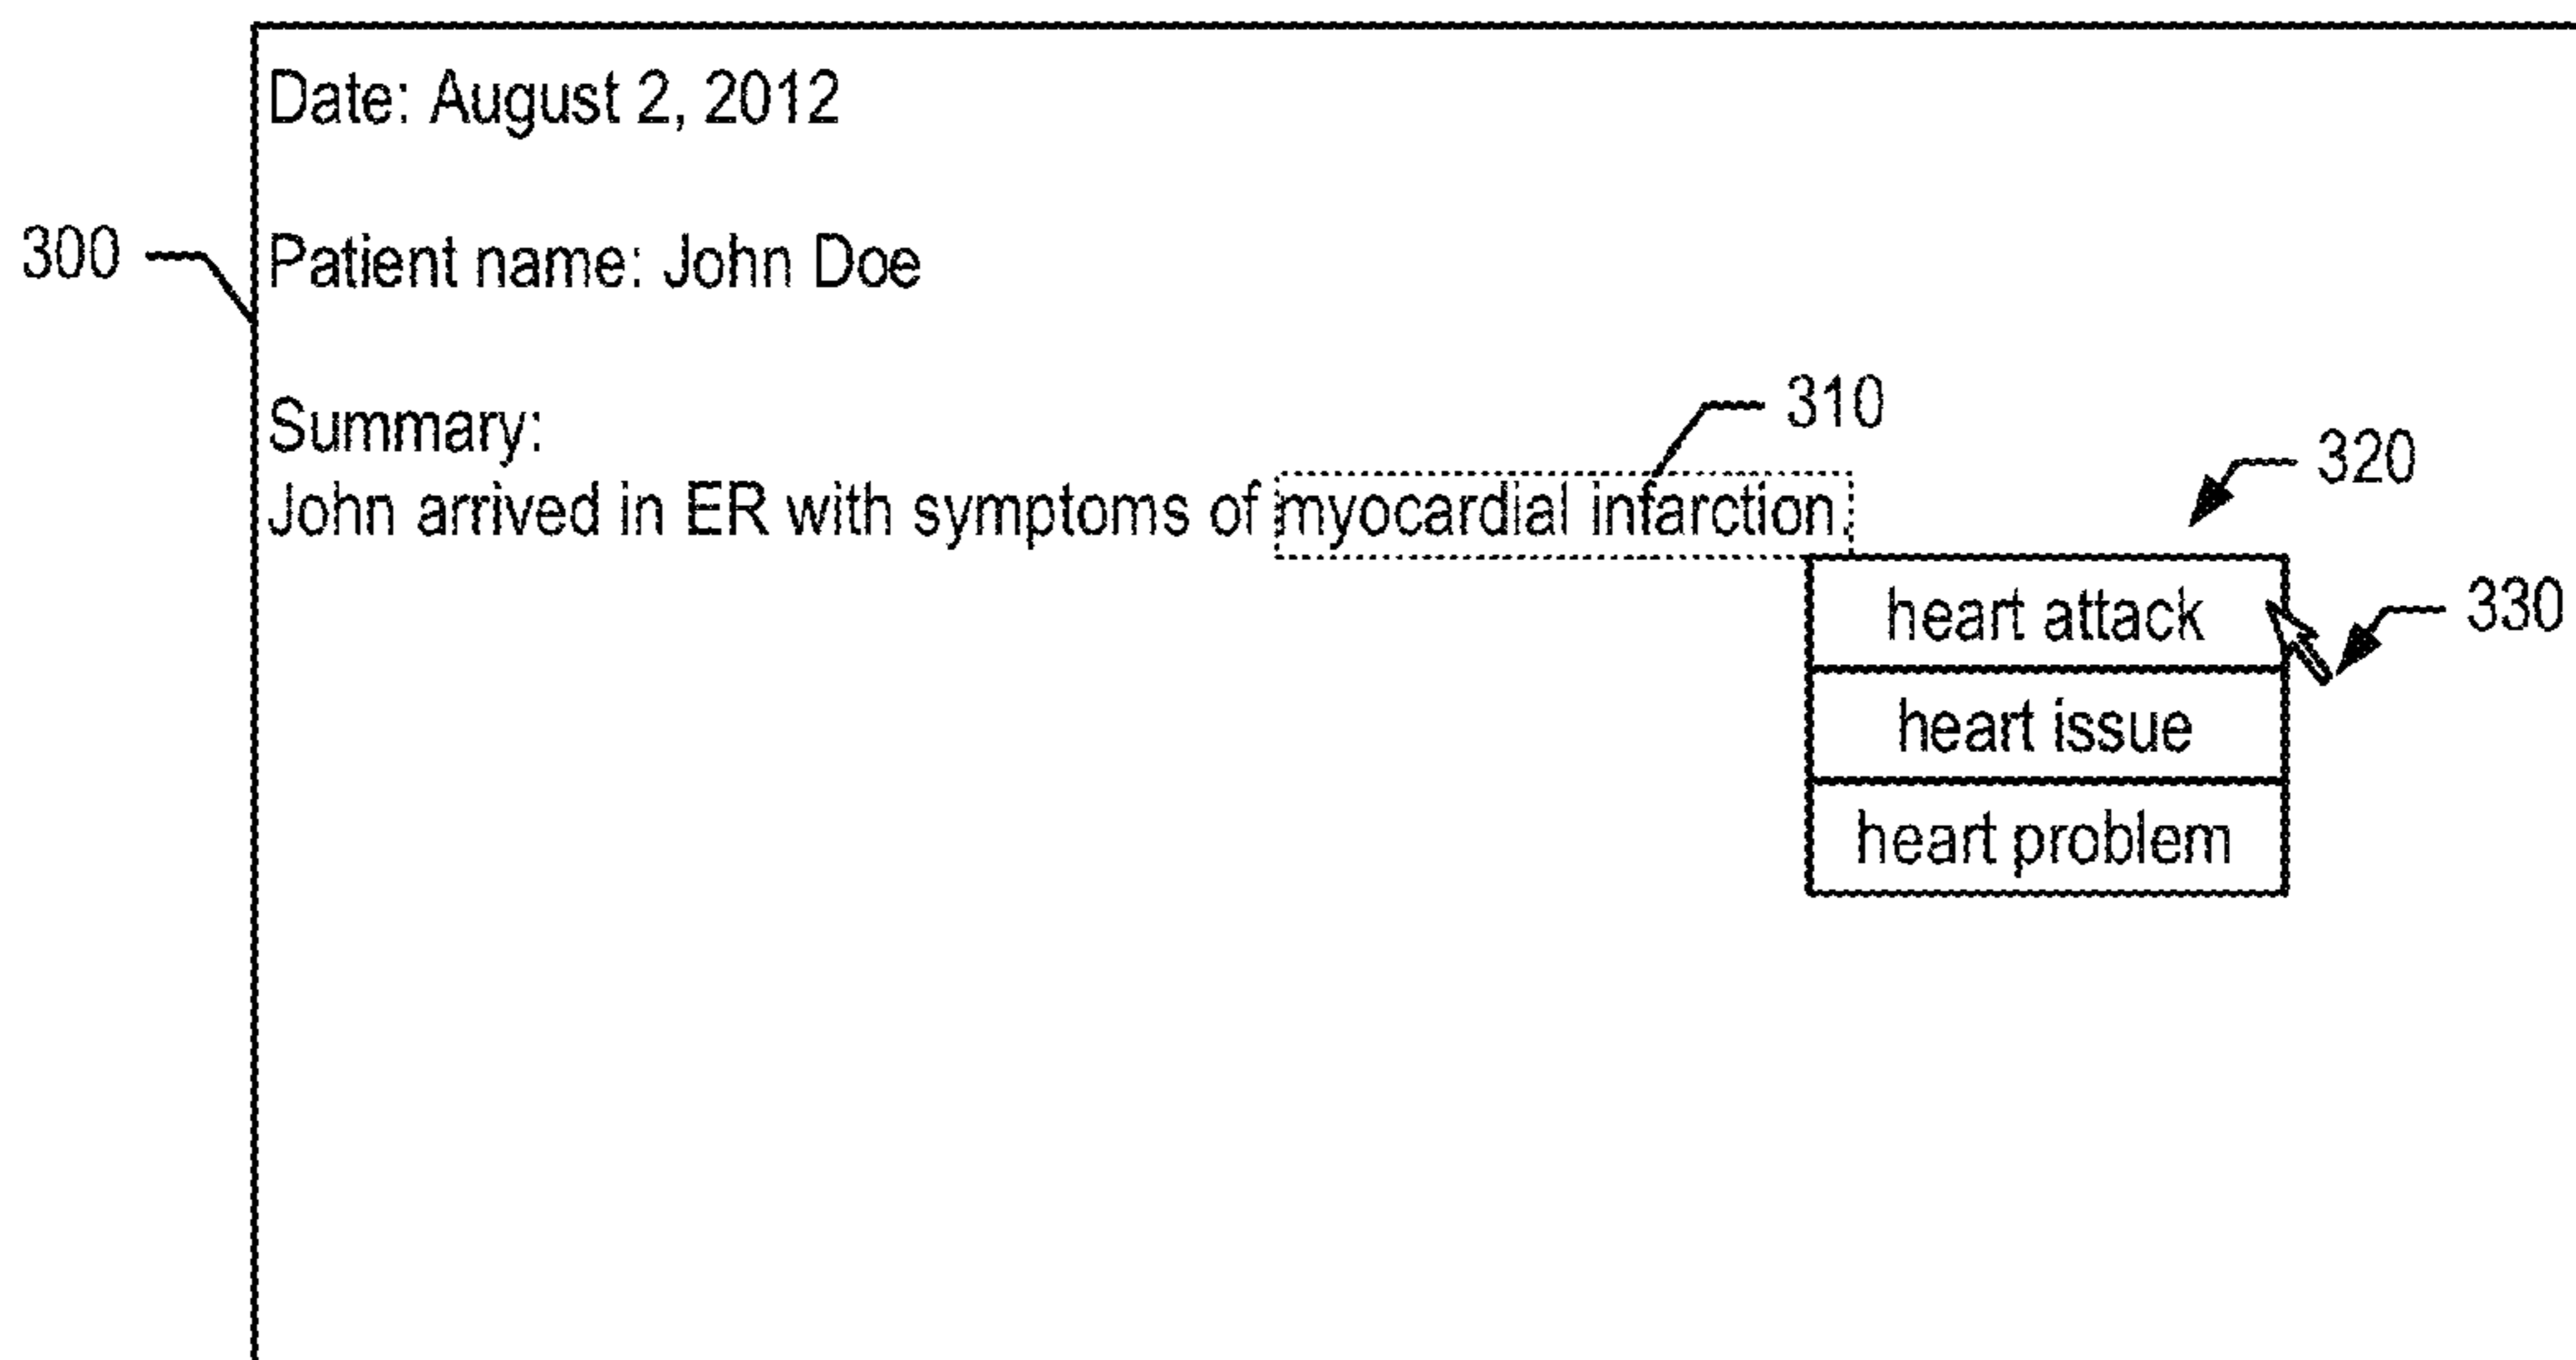 Date: August 2, 2012
300
Patient name: John Doe
310
Summary:
320
John arrived in ER with symptoms of myocardial infarction.
330
heart attack
heart issue
heart problem